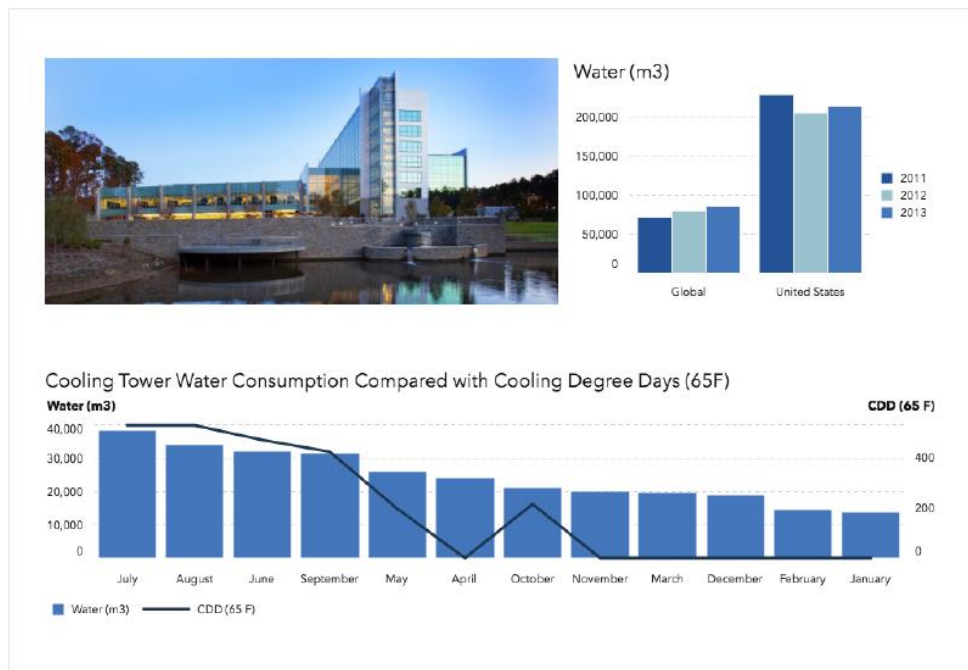 Water (m3)
200,000
150,000
100,000
50,000
0
Global
United States
2011
2012
2013
Cooling Tower Water Consumption Compared with Cooling Degree Days (65F)
Water (m3)
CDD (65 F)
40,000
30,000
20,000
10,000
0
400
200
0
July August June September May April October November March December February January
Water (m3) CDD (65 F)